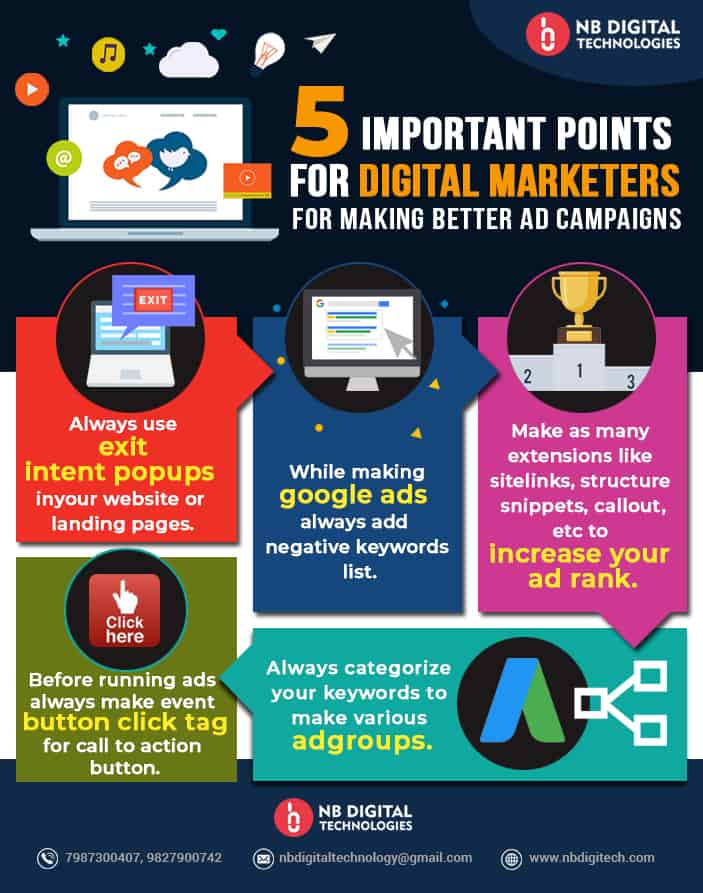 NB DIGITAL
TECHNOLOGIES
@
5 IMPORTANT POINTS
FOR DIGITAL MARKETERS
FOR MAKING BETTER AD CAMPAIGNS
EXIT
Always use
exit
intent popups
inyour website or
landing pages.
G
While making
google ads
always add
negative keywords
list.
2 1 3
Make as many
extensions like
sitelinks, structure
snippets, callout,
etc to
increase your
ad rank.
Always categorize
your keywords to
make various
adgroups.
Click
here
Before running ads
always make event
button click tag
for call to action
button.
NB DIGITAL
TECHNOLOGIES
7987300407, 9827900742
nbdigitaltechnology@gmail.com
www.nbdigitech.com